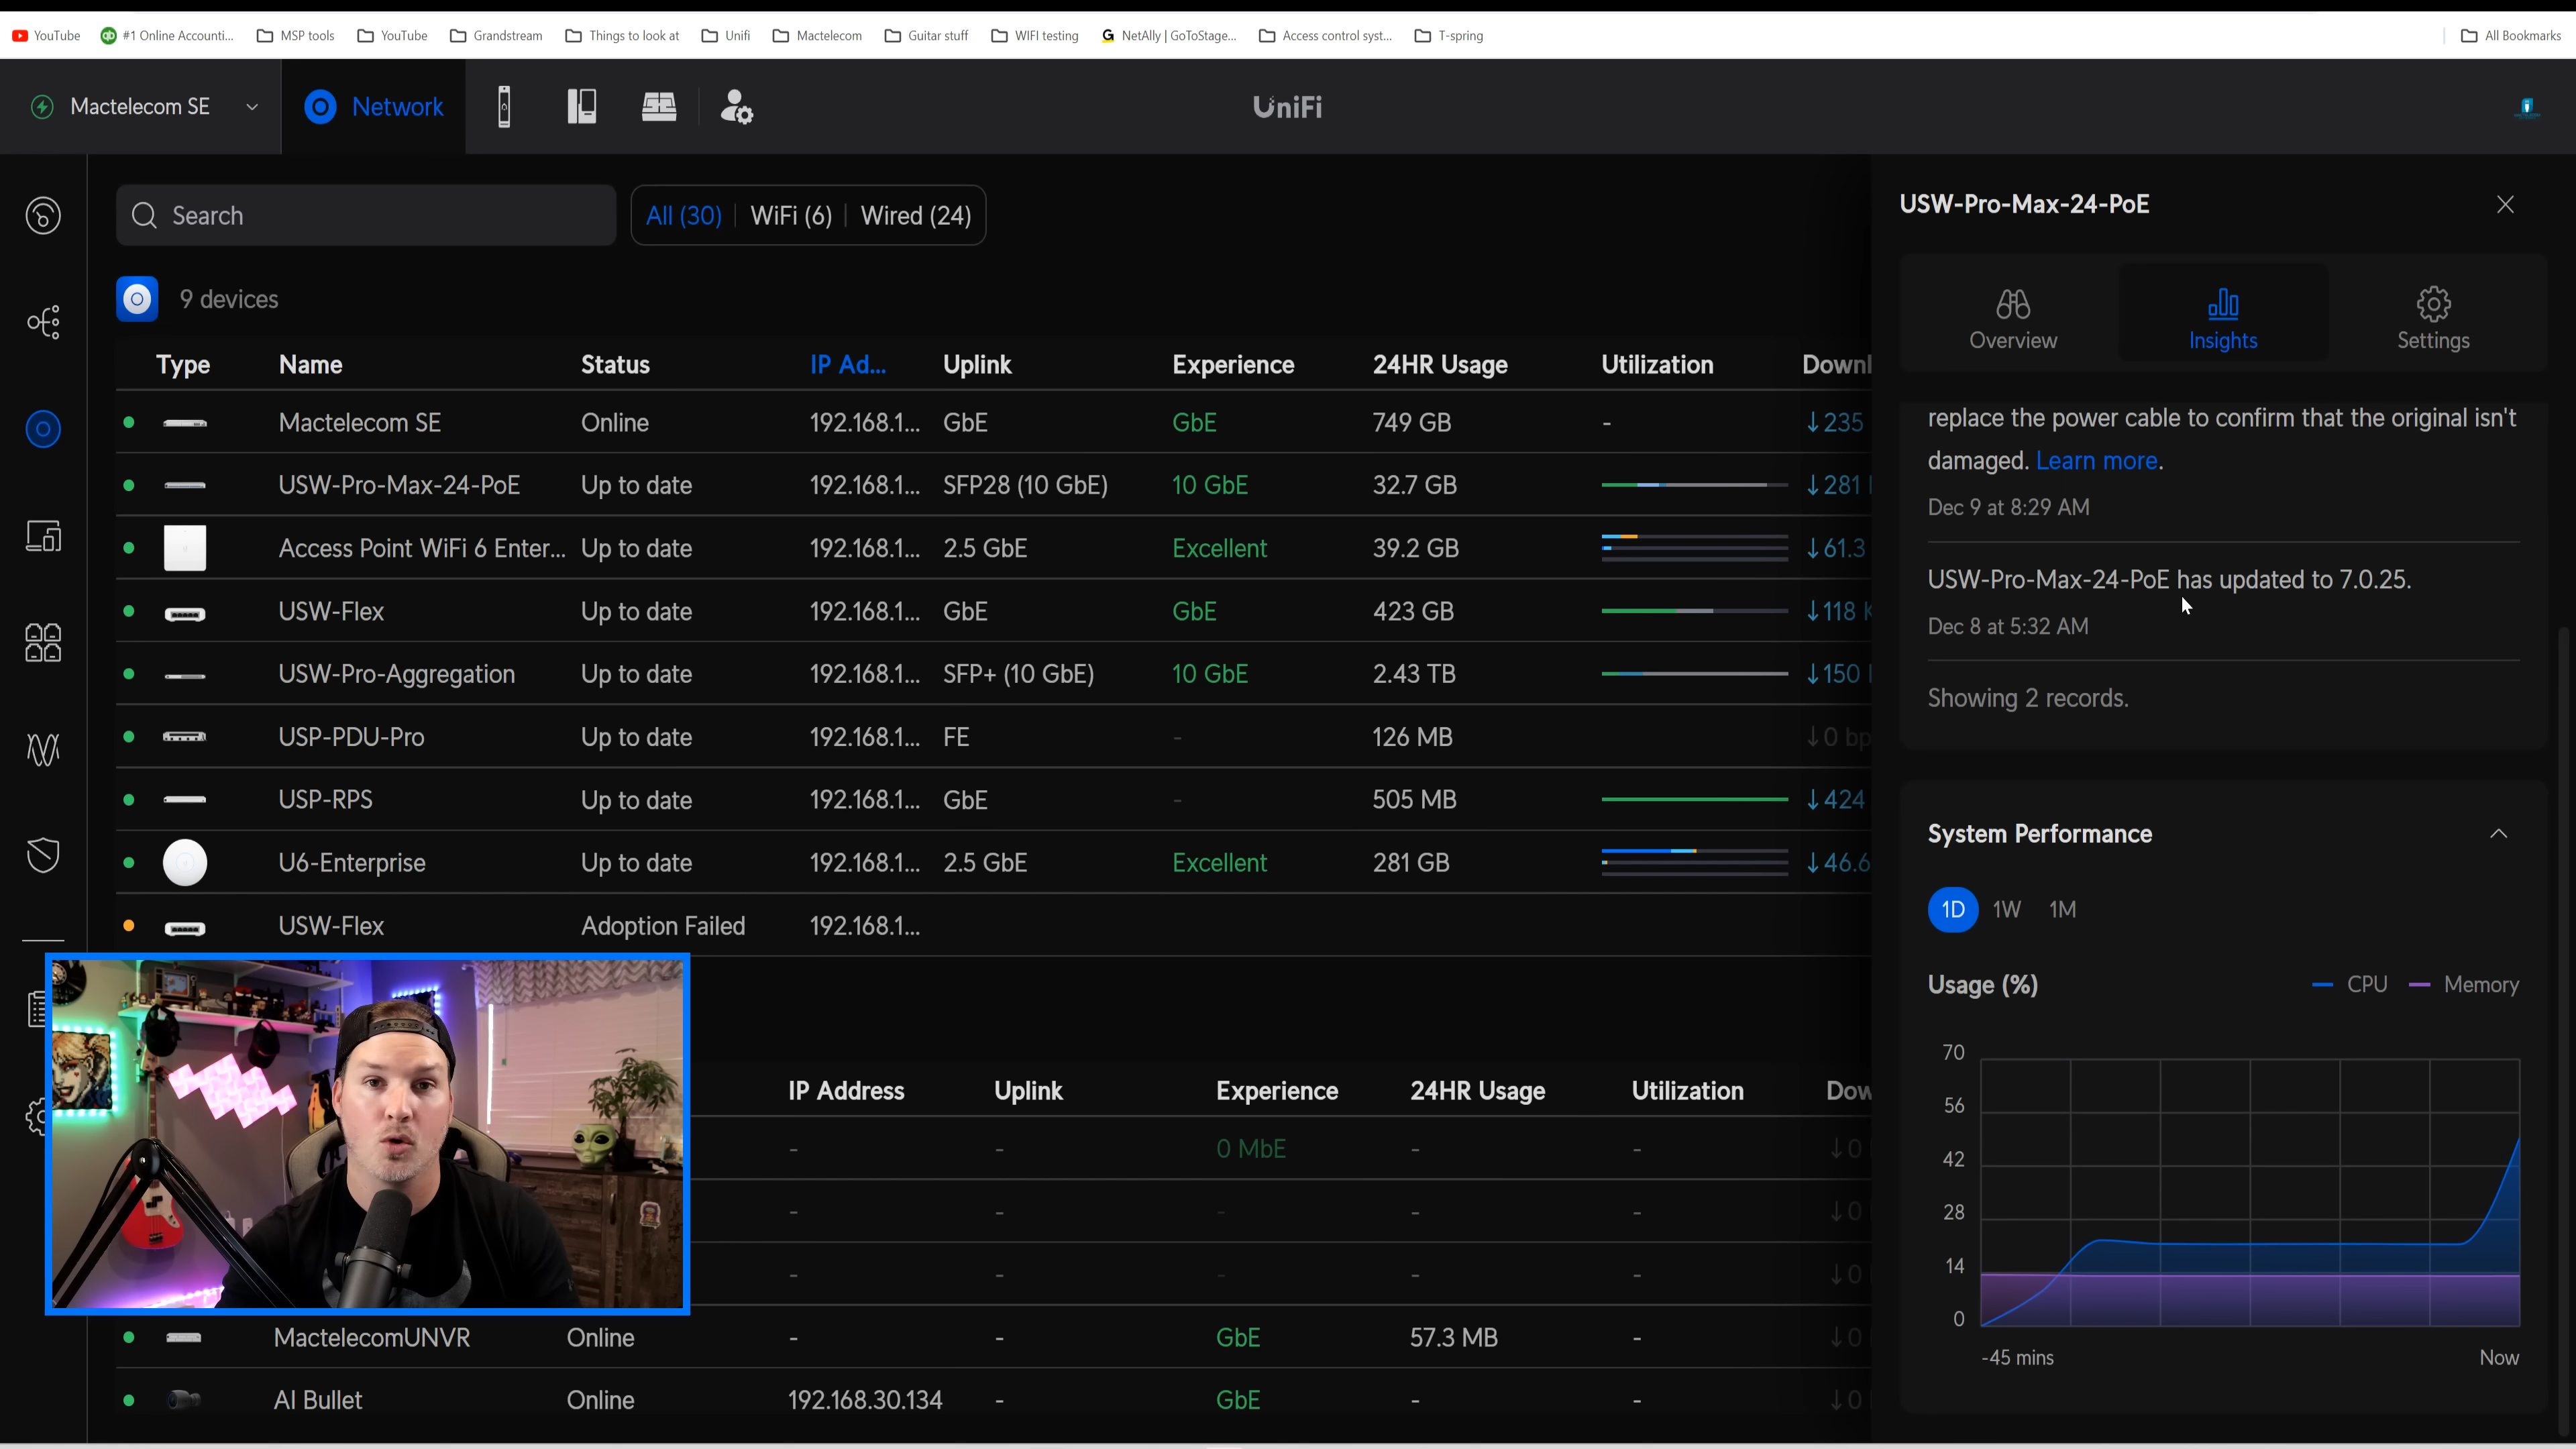 YouTube #1 Online Accounti... MSP tools YouTube Grandstream Things to look at Unifi Mactelecom Guitar stuff WIFI testing NetAlly | GoToStage... Access control syst... T-spring All Bookmarks
Mactelecom SE Network UniFi
Search All (30) WiFi (6) Wired (24)
9 devices
Type Name Status IP Ad... Uplink Experience 24HR Usage Utilization Downl
Mactelecom SE Online 192.168.1... GbE GbE 749 GB - ↓235
USW-Pro-Max-24-PoE Up to date 192.168.1... SFP28 (10 GbE) 10 GbE 32.7 GB ↓281
Access Point WiFi 6 Enter... Up to date 192.168.1... 2.5 GbE Excellent 39.2 GB ↓61.3
USW-Flex Up to date 192.168.1... GbE GbE 423 GB ↓118 K
USW-Pro-Aggregation Up to date 192.168.1... SFP+ (10 GbE) 10 GbE 2.43 TB ↓150
USP-PDU-Pro Up to date 192.168.1... FE - 126 MB ↓0 bp
USP-RPS Up to date 192.168.1... GbE - 505 MB ↓424
U6-Enterprise Up to date 192.168.1... 2.5 GbE Excellent 281 GB ↓46.6
USW-Flex Adoption Failed 192.168.1...
IP Address Uplink Experience 24HR Usage Utilization Dow
- - 0 MbE - - ↓0
- - - - - ↓0
- - - - - ↓0
MactelecomUNVR Online - - GbE 57.3 MB - ↓0
AI Bullet Online 192.168.30.134 - GbE - - ↓0
USW-Pro-Max-24-PoE
Overview Insights Settings
replace the power cable to confirm that the original isn't
damaged. Learn more.
Dec 9 at 8:29 AM
USW-Pro-Max-24-PoE has updated to 7.0.25.
Dec 8 at 5:32 AM
Showing 2 records.
System Performance
1D 1W 1M
Usage (%) CPU Memory
70
56
42
28
14
0
-45 mins Now